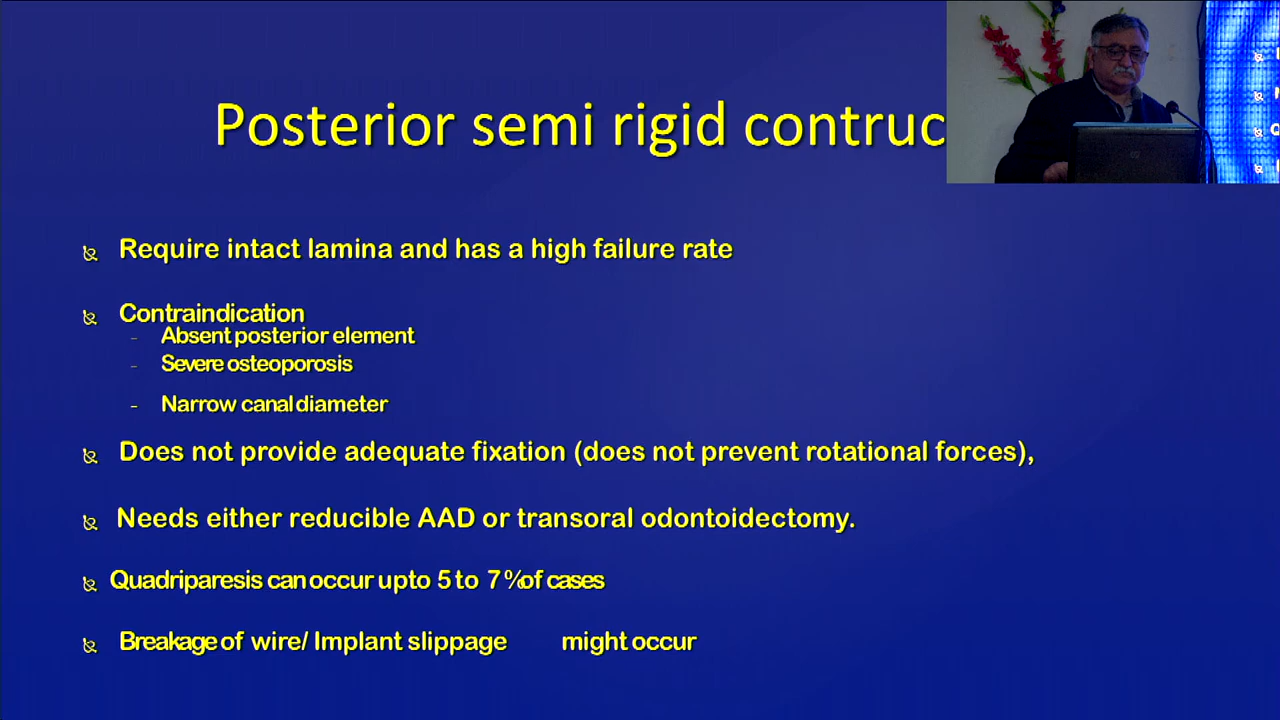 Posterior semi rigid contruc
Require intact lamina and has a high failure rate
Contraindication
- Absent posterior element
- Severe osteoporosis
- Narrow canal diameter
Does not provide adequate fixation (does not prevent rotational forces),
Needs either reducible AAD or transoral odontoidectomy.
Quadriparesis can occur upto 5 to 7 % of cases
Breakage of wire/ Implant slippage might occur